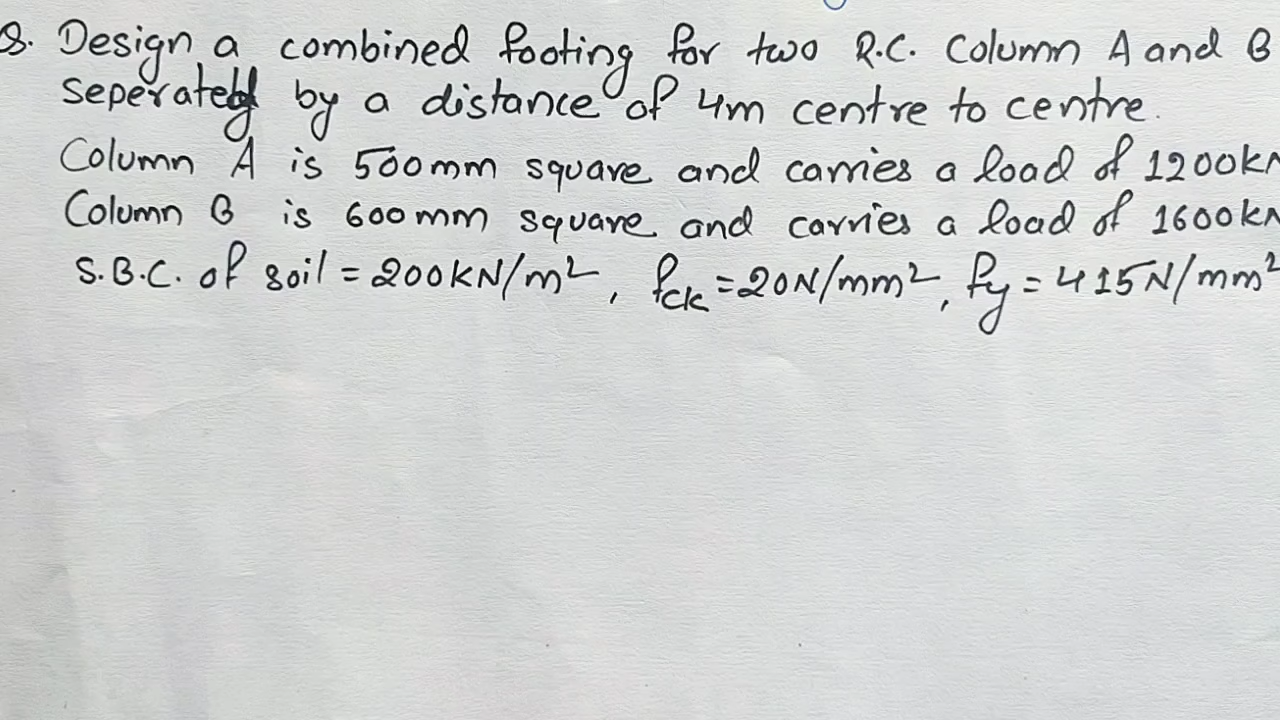 Q. Design a combined footing for two R.C. Column A and B
seperated by a distance of 4m centre to centre.
Column A is 500mm square and carries a load of 1200kN
Column B is 600mm square and carries a load of 1600kN
S.B.C. of soil = 200KN/m², fck = 20N/mm², fy = 415N/mm²